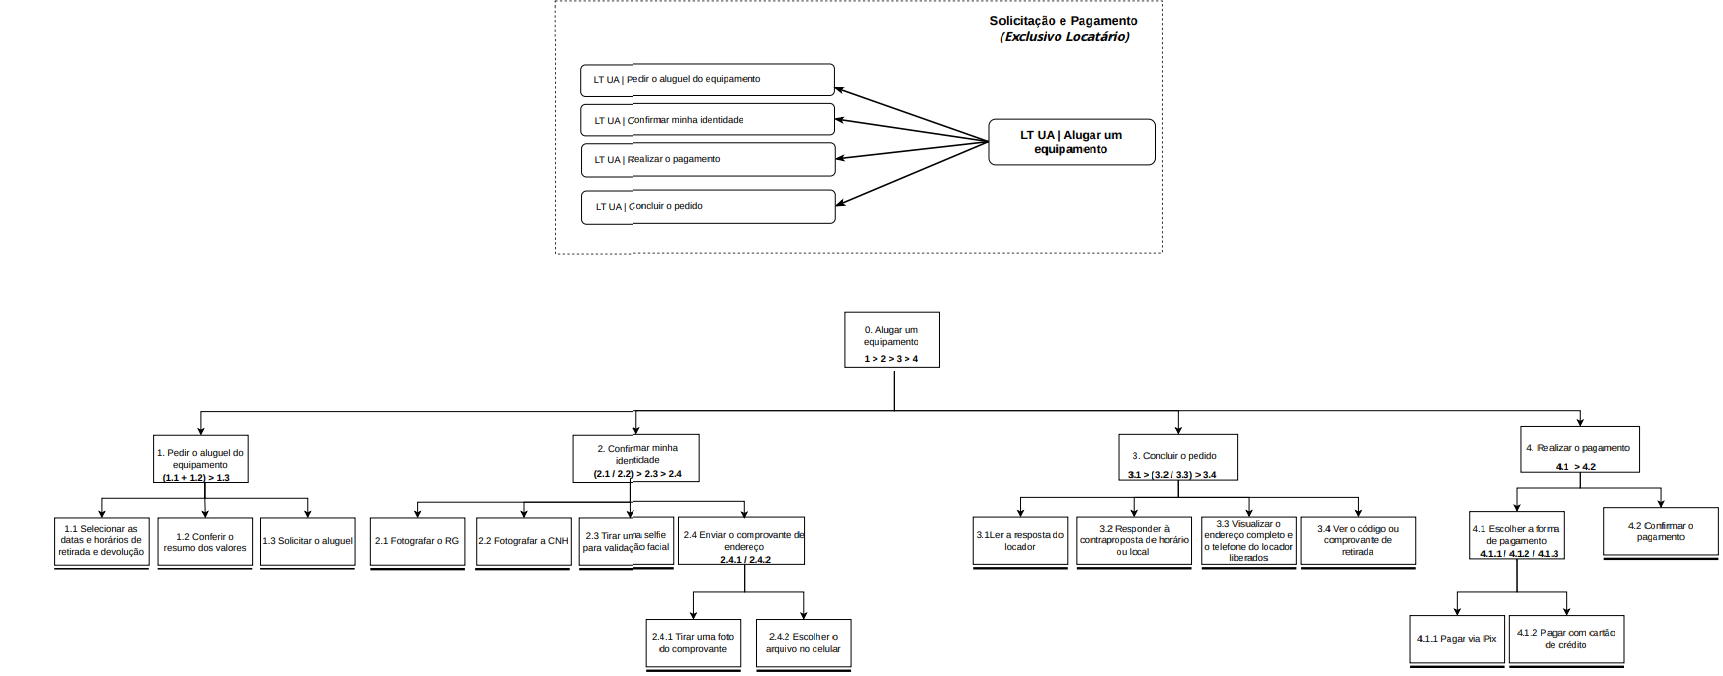 Solicitação e Pagamento
(Exclusivo Locatário)
LT UA | Pedir o aluguel do equipamento
LT UA | Confirmar minha identidade
LT UA | Realizar o pagamento
LT UA | Concluir o pedido
LT UA | Alugar um
equipamento
0. Alugar um
equipamento
1 > 2 > 3 > 4
1. Pedir o aluguel do
equipamento
(1.1 + 1.2) > 1.3
2. Confirmar minha
identidade
(2.1 / 2.2) > 2.3 > 2.4
3. Concluir o pedido
3.1 > (3.2 / 3.3) > 3.4
4. Realizar o pagamento
4.1 > 4.2
1.1 Selecionar as
datas e horários de
retirada e devolução
1.2 Conferir o
resumo dos valores
1.3 Solicitar o aluguel
2.1 Fotografar o RG
2.2 Fotografar a CNH
2.3 Tirar uma selfie
para validação facial
2.4 Enviar o comprovante de
endereço
2.4.1 / 2.4.2
3.1Ler a resposta do
locador
3.2 Responder à
contraproposta de horário
ou local
3.3 Visualizar o
endereço completo e
o telefone do locador
liberados
3.4 Ver o código ou
comprovante de
retirada
4.1 Escolher a forma
de pagamento
4.1.1 / 4.1.2 / 4.1.3
4.2 Confirmar o
pagamento
2.4.1 Tirar uma foto
do comprovante
2.4.2 Escolher o
arquivo no celular
4.1.1 Pagar via Pix
4.1.2 Pagar com cartão
de crédito